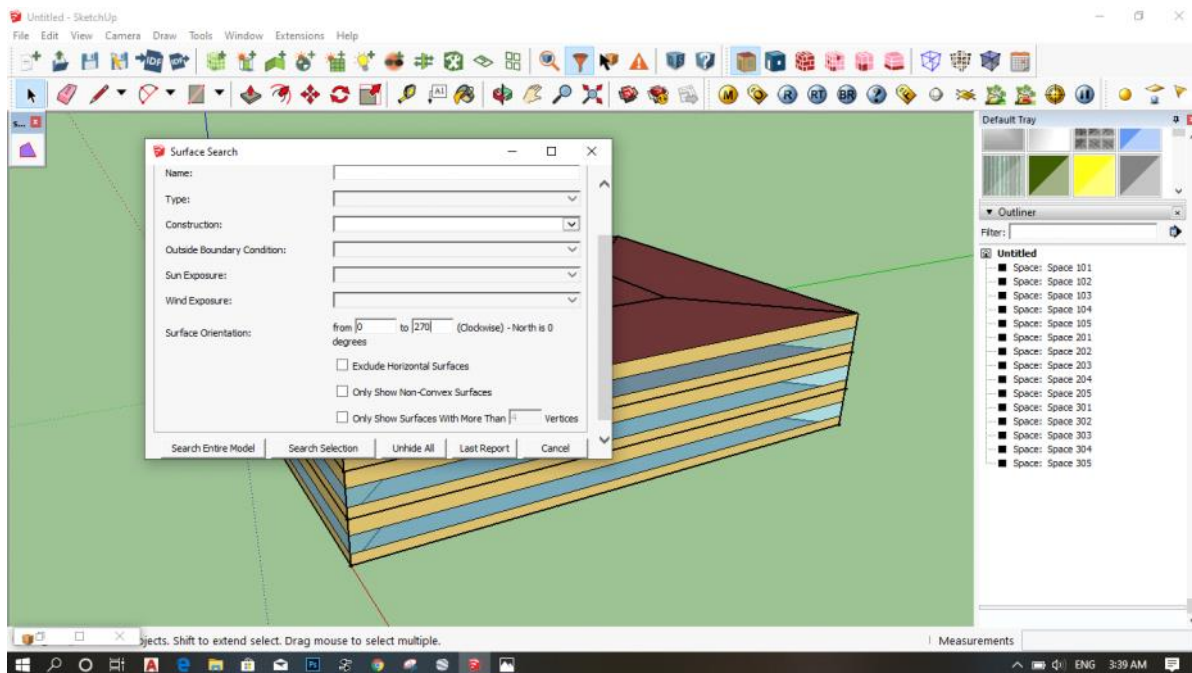 Untitled - SketchUp
File Edit View Camera Draw Tools Window Extensions Help
IDF IDF+
A1
M R RT BR
s...
Default Tray
Surface Search
Name:
Type:
Construction:
Outside Boundary Condition:
Sun Exposure:
Wind Exposure:
Surface Orientation: from 0 to 270 (Clockwise) - North is 0
degrees
Exclude Horizontal Surfaces
Only Show Non-Convex Surfaces
Only Show Surfaces With More Than 4 Vertices
Search Entire Model Search Selection Unhide All Last Report Cancel
Outliner
Filter:
Untitled
Space: Space 101
Space: Space 102
Space: Space 103
Space: Space 104
Space: Space 105
Space: Space 201
Space: Space 202
Space: Space 203
Space: Space 204
Space: Space 205
Space: Space 301
Space: Space 302
Space: Space 303
Space: Space 304
Space: Space 305
jects. Shift to extend select. Drag mouse to select multiple.
Measurements
ENG 3:39 AM